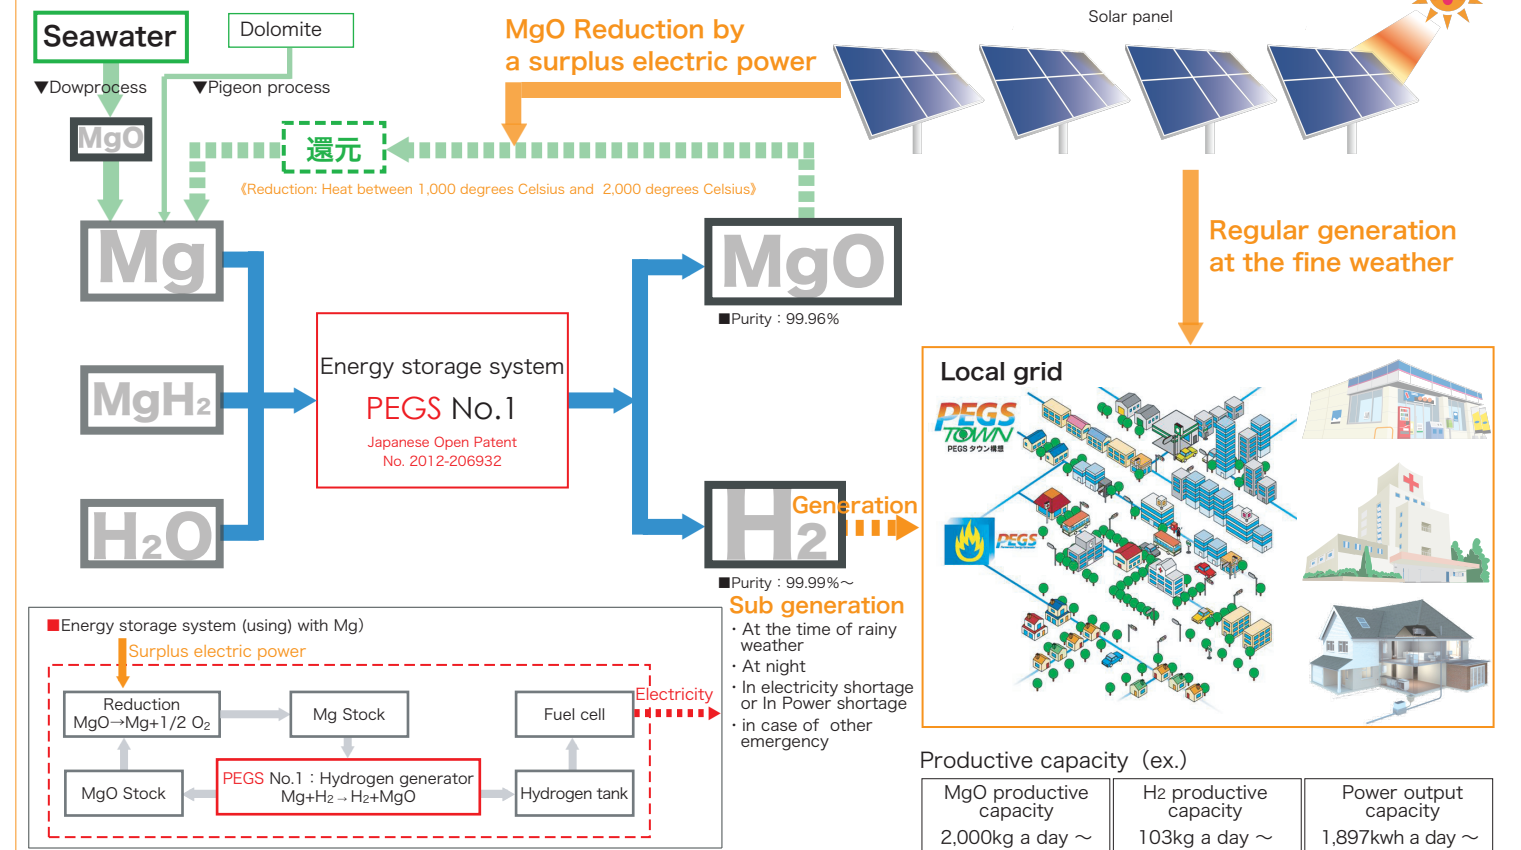 Seawater
Dolomite
▼Dowprocess
▼Pigeon process
MgO
MgO Reduction by
a surplus electric power
Solar panel
還元
《Reduction: Heat between 1,000 degrees Celsius and 2,000 degrees Celsius》
Mg
MgH2
H2O
Energy storage system
PEGS No.1
Japanese Open Patent
No. 2012-206932
MgO
■Purity：99.96%
H2
Generation
■Purity：99.99%～
Sub generation
・At the time of rainy
weather
・At night
・In electricity shortage
or In Power shortage
・in case of other
emergency
Regular generation
at the fine weather
Local grid
PEGS
TOWN
PEGS タウン構想
PEGS
■Energy storage system (using) with Mg）
Surplus electric power
Reduction
MgO→Mg+1/2 O2
Mg Stock
Fuel cell
Electricity
MgO Stock
PEGS No.1：Hydrogen generator
Mg+H2→H2+MgO
Hydrogen tank
Productive capacity（ex.）
MgO productive
capacity
2,000kg a day ～
H2 productive
capacity
103kg a day ～
Power output
capacity
1,897kwh a day ～